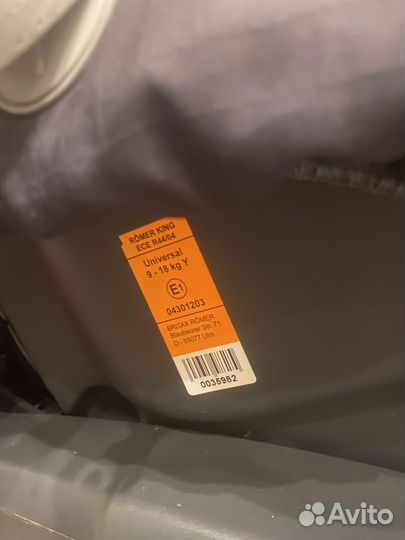 RÖMER KING
ECE R44/04
Universal
9 - 18 kg Y
E1
04301203
BRITAX RÖMER
Blaubeurer Str. 71
D - 89077 Ulm
0035982
Avito